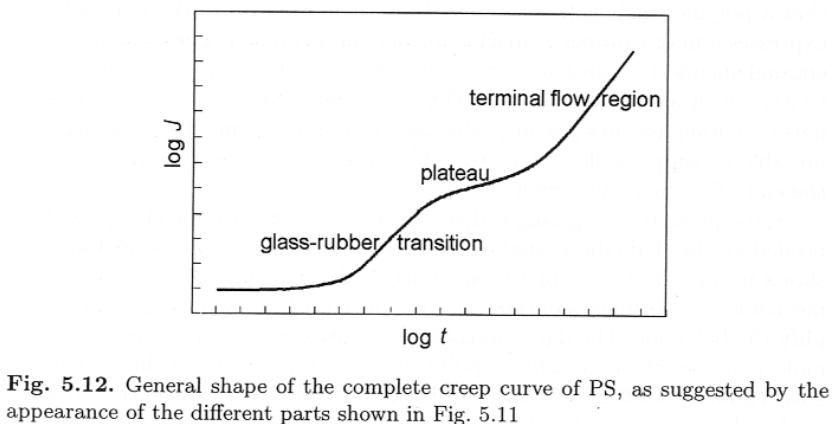 terminal flow region
log J
plateau
glass-rubber transition
log t
Fig. 5.12. General shape of the complete creep curve of PS, as suggested by the
appearance of the different parts shown in Fig. 5.11